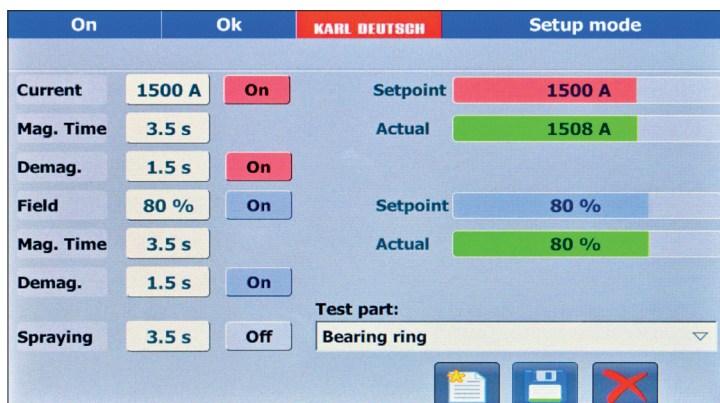 On Ok KARL DEUTSCH Setup mode
Current 1500 A On Setpoint 1500 A
Mag. Time 3.5 s Actual 1508 A
Demag. 1.5 s On
Field 80 % On Setpoint 80 %
Mag. Time 3.5 s Actual 80 %
Demag. 1.5 s On
Test part:
Spraying 3.5 s Off Bearing ring